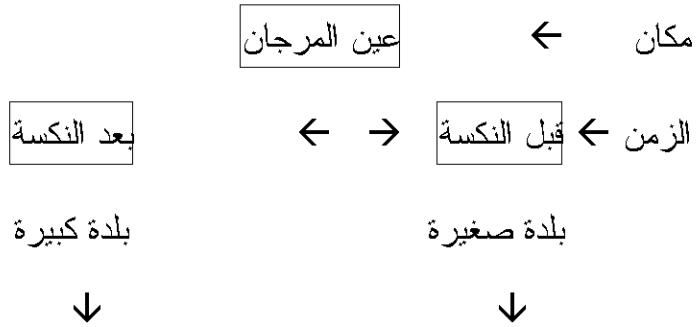 مكان ← عين المرجان
الزمن ← قبل النكسة → ← بعد النكسة
بلدة صغيرة بلدة كبيرة
↓ ↓